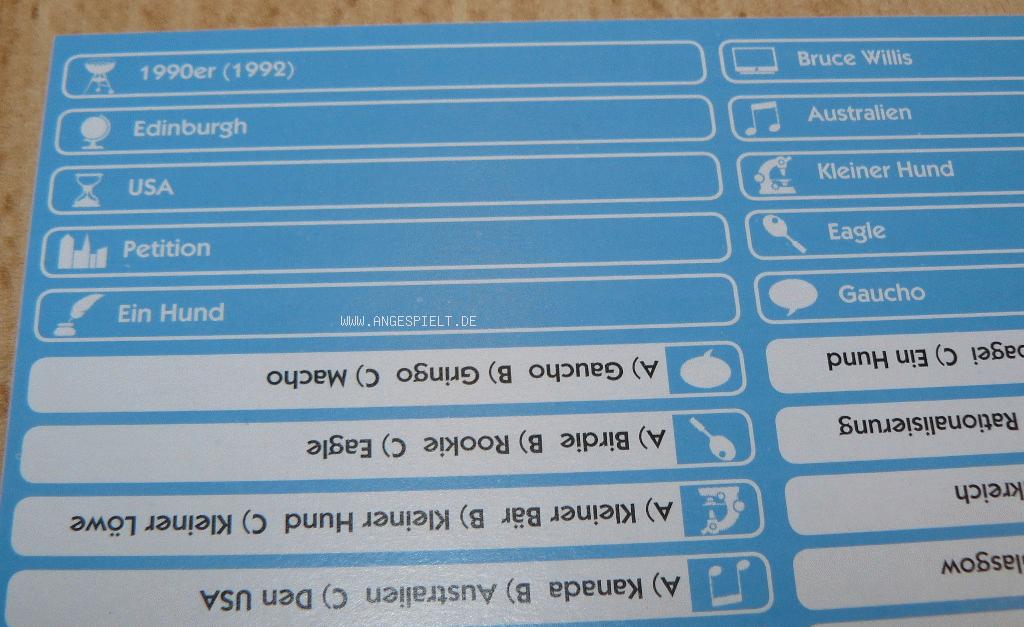 1990er (1992)
Edinburgh
USA
Petition
Ein Hund
Bruce Willis
Australien
Kleiner Hund
Eagle
Gaucho
WWW.ANGESPIELT.DE
A) Gaucho B) Gringo C) Macho
A) Birdie B) Rookie C) Eagle
A) Kleiner Bär B) Kleiner Hund C) Kleiner Löwe
A) Kanada B) Australien C) Den USA
C) Ein Hund
Rationalisierung